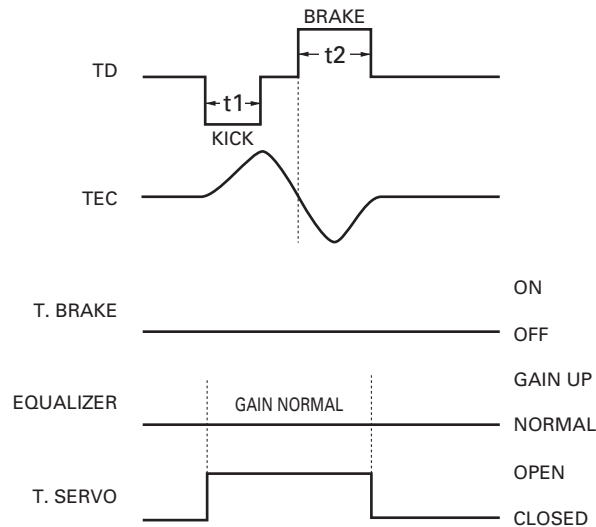 BRAKE
TD
t2
t1
KICK
TEC
ON
T. BRAKE
OFF
GAIN UP
EQUALIZER
GAIN NORMAL
NORMAL
OPEN
T. SERVO
CLOSED